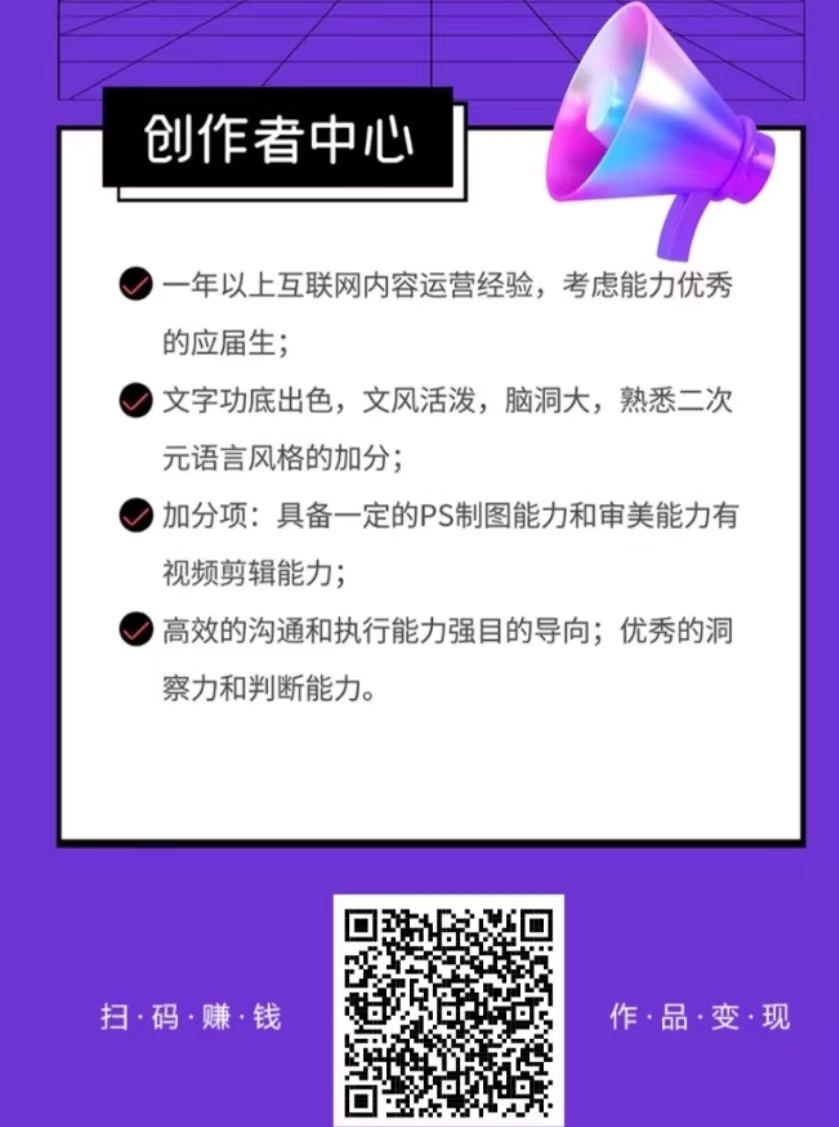 创作者中心
一年以上互联网内容运营经验，考虑能力优秀
的应届生；
文字功底出色，文风活泼，脑洞大，熟悉二次
元语言风格的加分；
加分项：具备一定的PS制图能力和审美能力有
视频剪辑能力；
高效的沟通和执行能力强目的导向；优秀的洞
察力和判断能力。
扫·码·赚·钱
作·品·变·现